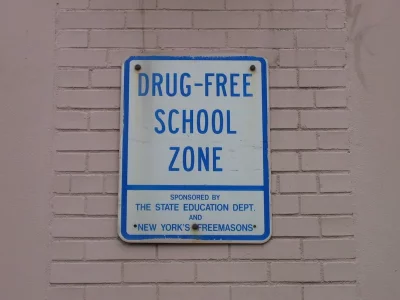 DRUG-FREE
SCHOOL
ZONE
SPONSORED BY
THE STATE EDUCATION DEPT.
AND
*NEW YORK'S FREEMASONS*